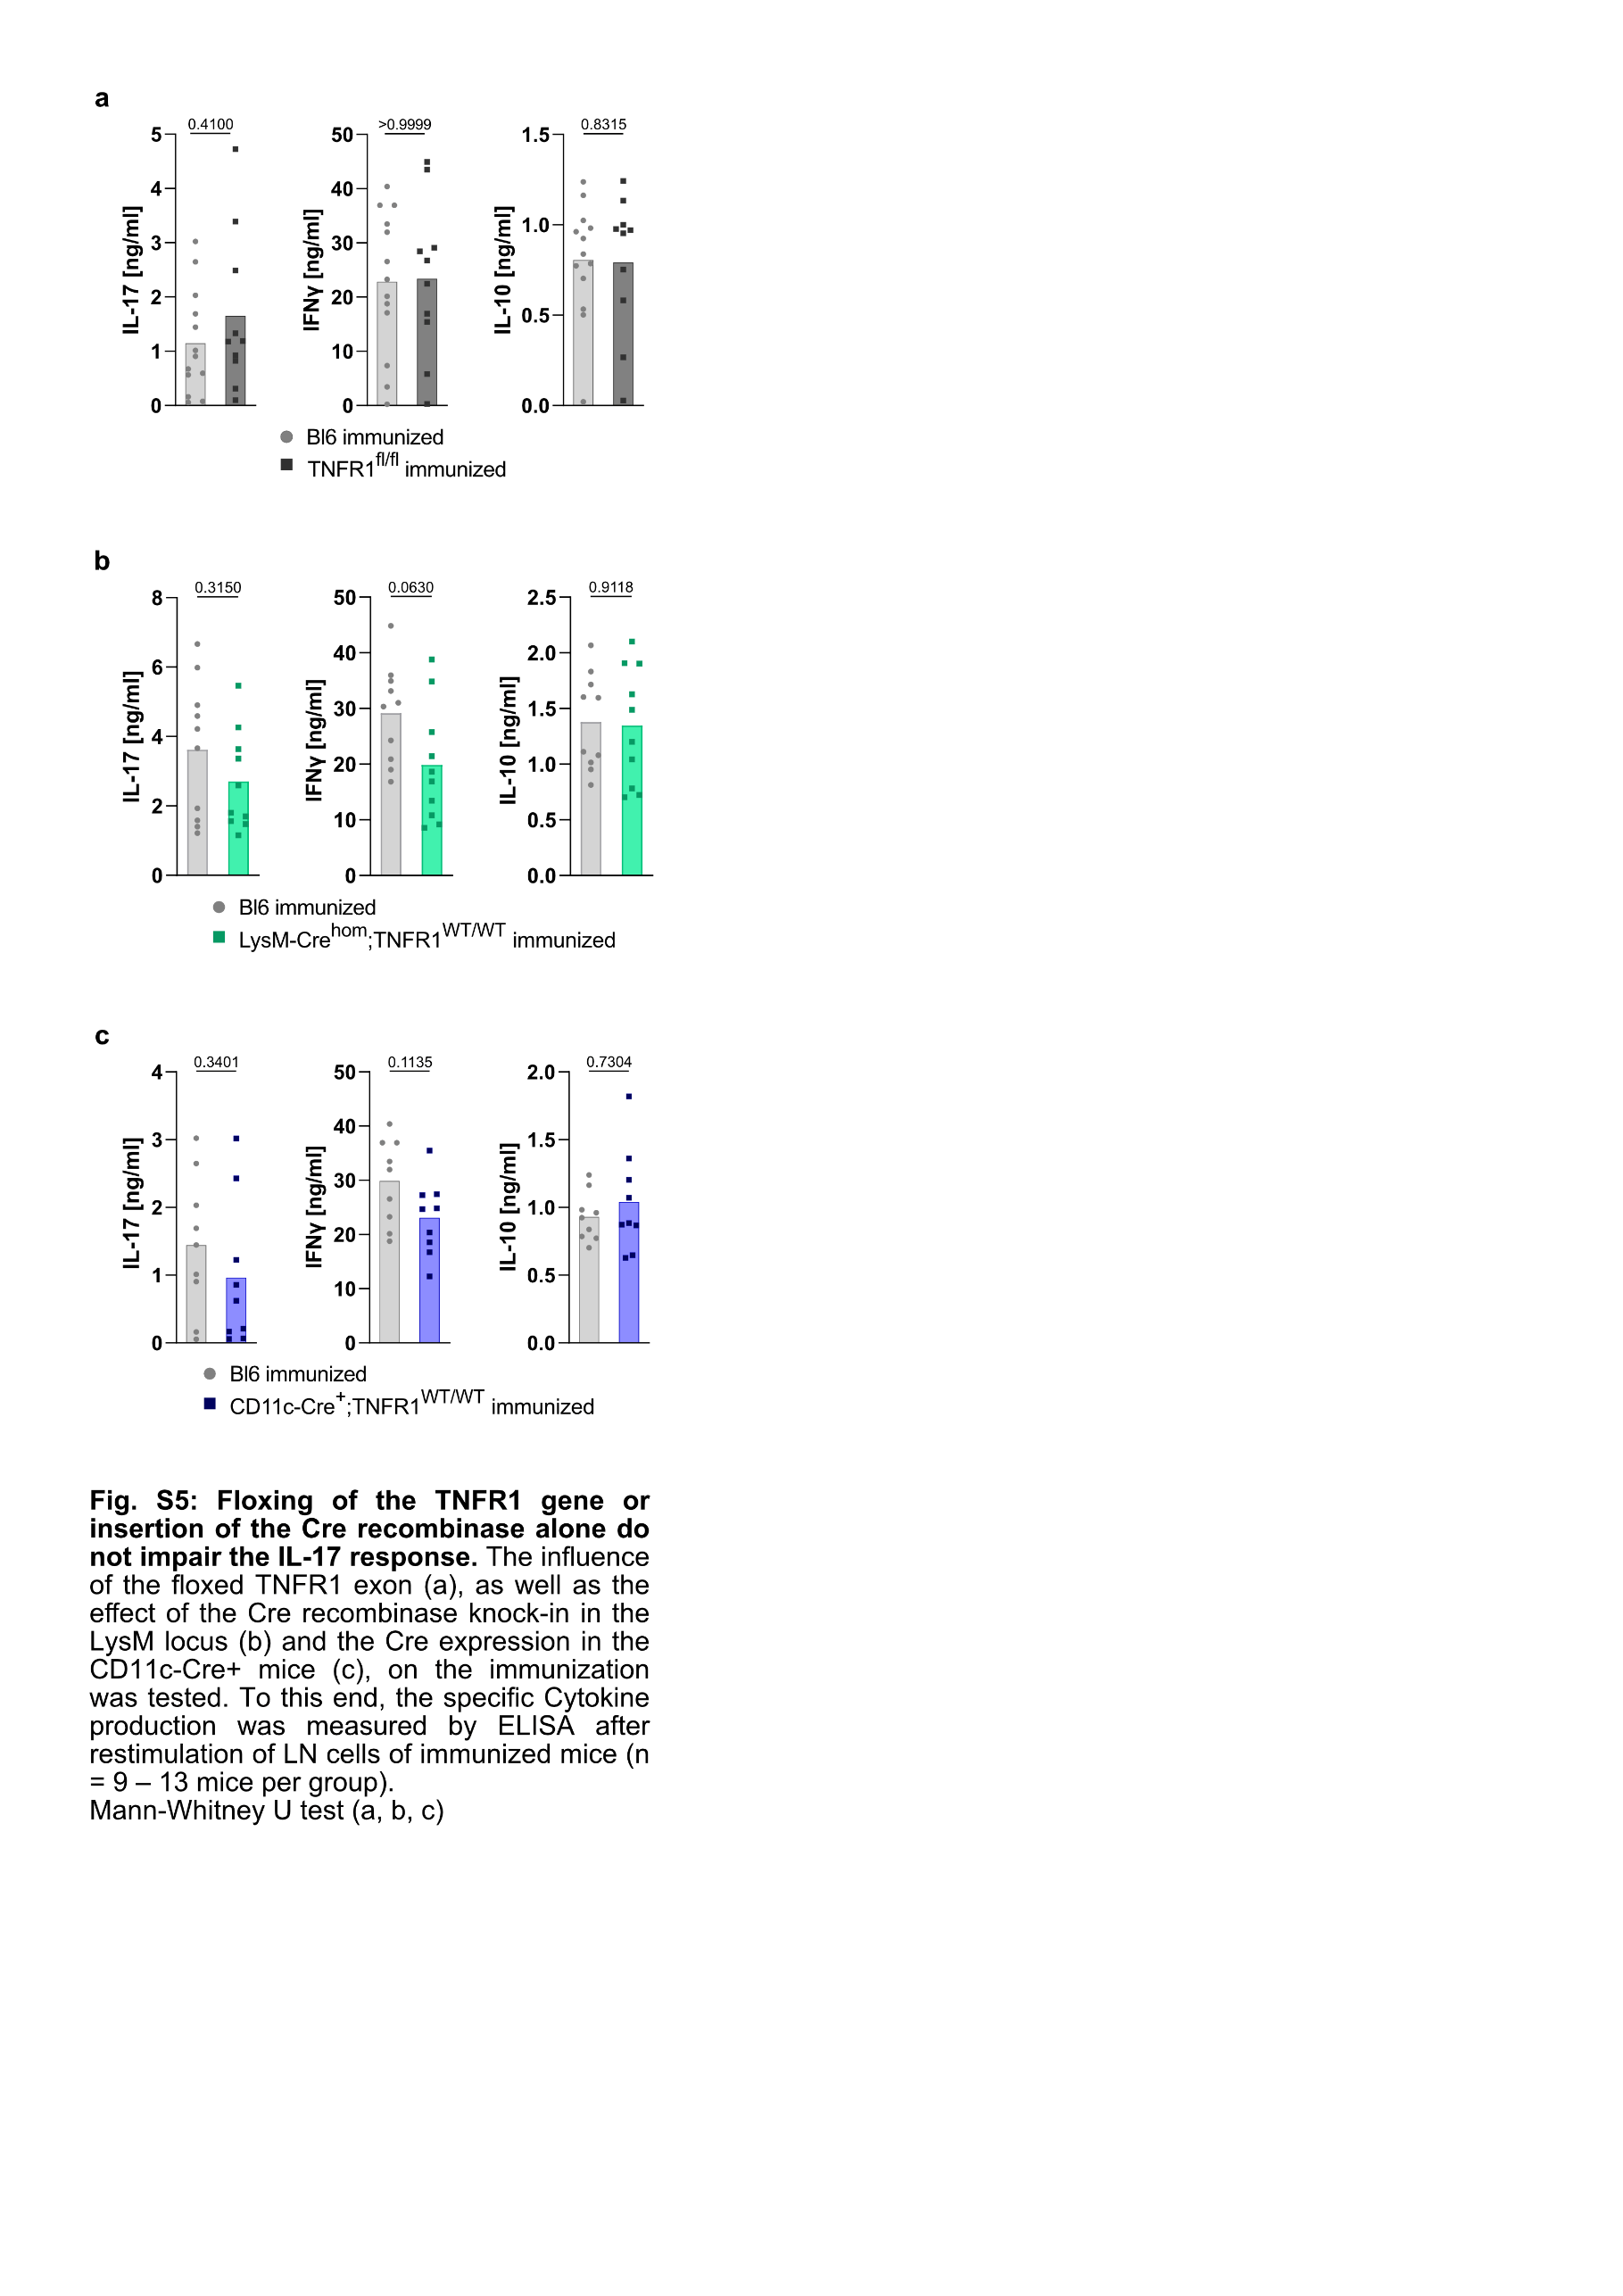 a
0.4100
>0.9999
0.8315
5
4
3
2
1
0
IL-17 [ng/ml]
50
40
30
20
10
0
IFNγ [ng/ml]
1.5
1.0
0.5
0.0
IL-10 [ng/ml]
Bl6 immunized
TNFR1fl/fl immunized
b
0.3150
0.0630
0.9118
8
6
4
2
0
IL-17 [ng/ml]
50
40
30
20
10
0
IFNγ [ng/ml]
2.5
2.0
1.5
1.0
0.5
0.0
IL-10 [ng/ml]
Bl6 immunized
LysM-Crehom;TNFR1WT/WT immunized
c
0.3401
0.1135
0.7304
4
3
2
1
0
IL-17 [ng/ml]
50
40
30
20
10
0
IFNγ [ng/ml]
2.0
1.5
1.0
0.5
0.0
IL-10 [ng/ml]
Bl6 immunized
CD11c-Cre+;TNFR1WT/WT immunized
Fig. S5: Floxing of the TNFR1 gene or
insertion of the Cre recombinase alone do
not impair the IL-17 response. The influence
of the floxed TNFR1 exon (a), as well as the
effect of the Cre recombinase knock-in in the
LysM locus (b) and the Cre expression in the
CD11c-Cre+ mice (c), on the immunization
was tested. To this end, the specific Cytokine
production was measured by ELISA after
restimulation of LN cells of immunized mice (n
= 9 – 13 mice per group).
Mann-Whitney U test (a, b, c)